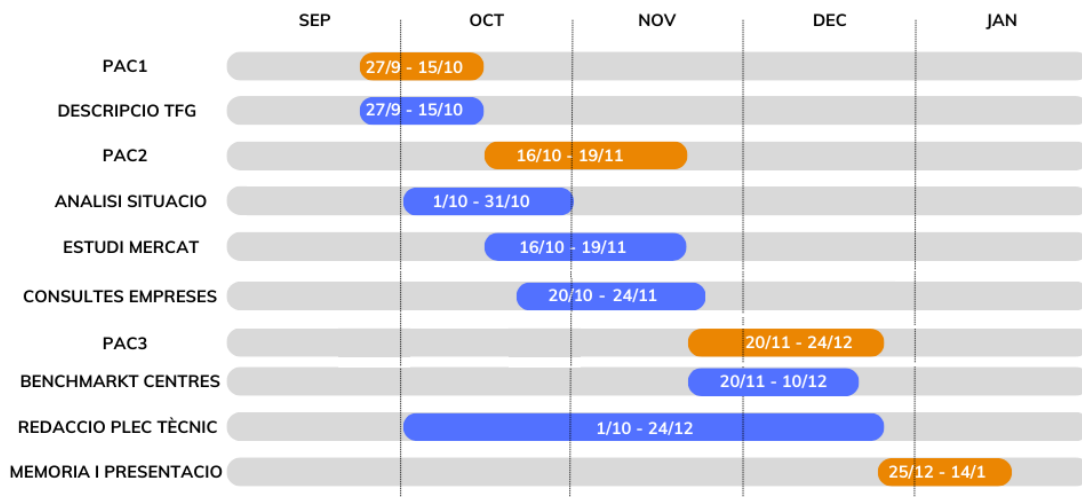 SEP OCT NOV DEC JAN
PAC1 27/9 - 15/10
DESCRIPCIO TFG 27/9 - 15/10
PAC2 16/10 - 19/11
ANALISI SITUACIO 1/10 - 31/10
ESTUDI MERCAT 16/10 - 19/11
CONSULTES EMPRESES 20/10 - 24/11
PAC3 20/11 - 24/12
BENCHMARKT CENTRES 20/11 - 10/12
REDACCIO PLEC TÈCNIC 1/10 - 24/12
MEMORIA I PRESENTACIO 25/12 - 14/1